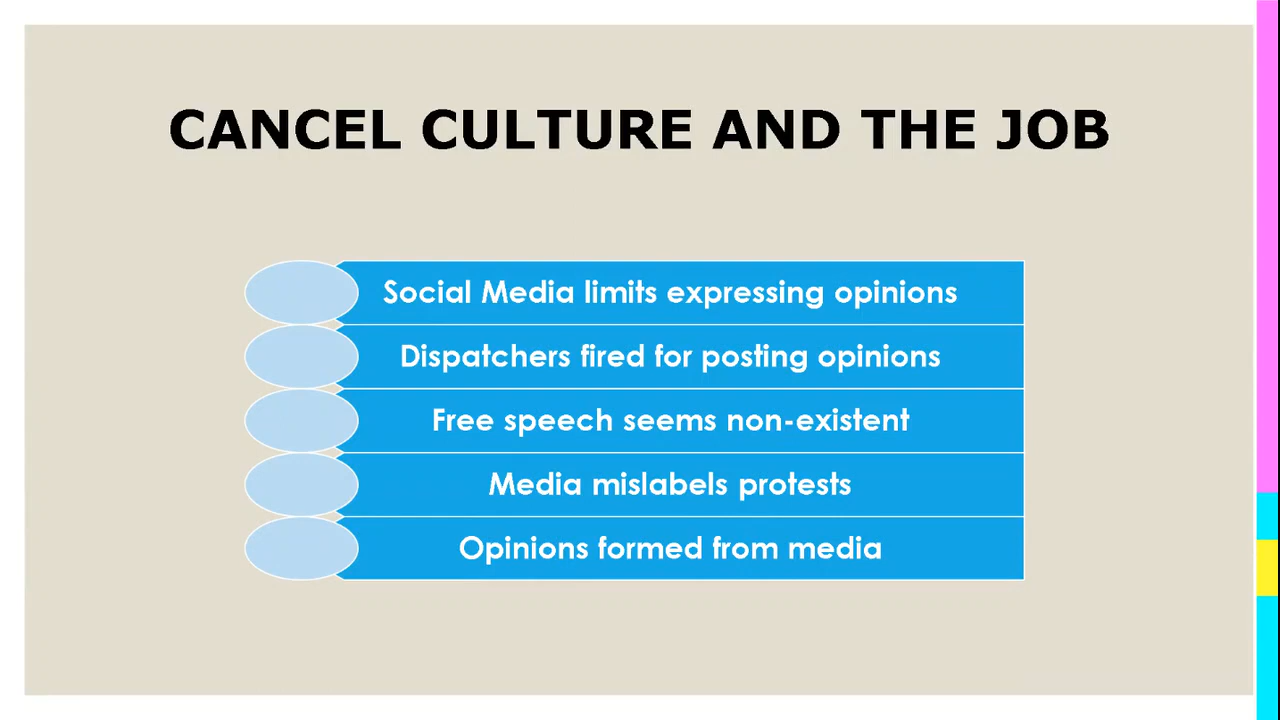 CANCEL CULTURE AND THE JOB
Social Media limits expressing opinions
Dispatchers fired for posting opinions
Free speech seems non-existent
Media mislabels protests
Opinions formed from media